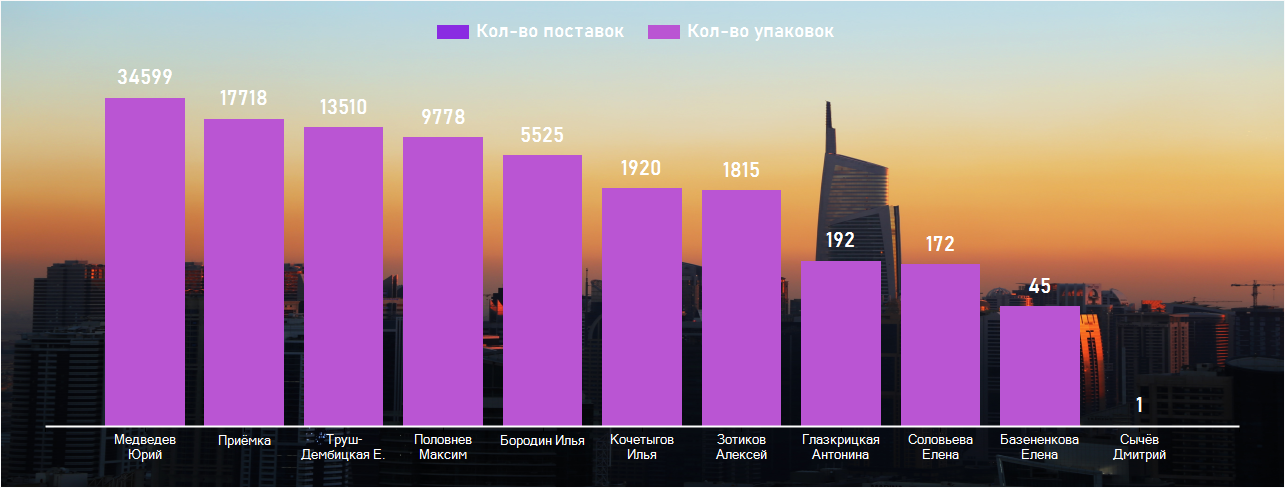 Кол-во поставок Кол-во упаковок
34599
17718
13510
9778
5525
1920
1815
192
172
45
1
Медведев
Юрий
Приёмка
Труш-
Дембицкая Е.
Половнев
Максим
Бородин Илья
Кочетыгов
Илья
Зотиков
Алексей
Глазкрицкая
Антонина
Соловьева
Елена
Базененкова
Елена
Сычёв
Дмитрий